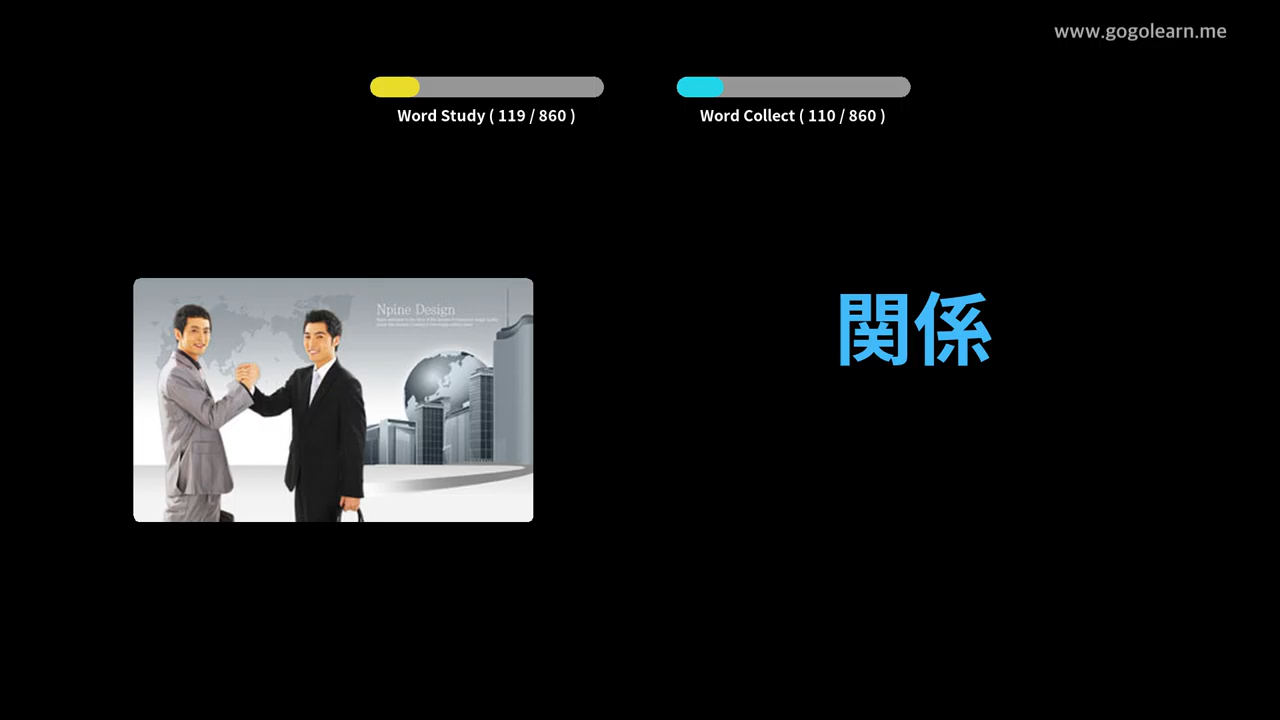 www.gogolearn.me
Word Study ( 119 / 860 )
Word Collect ( 110 / 860 )
Npine Design
関係